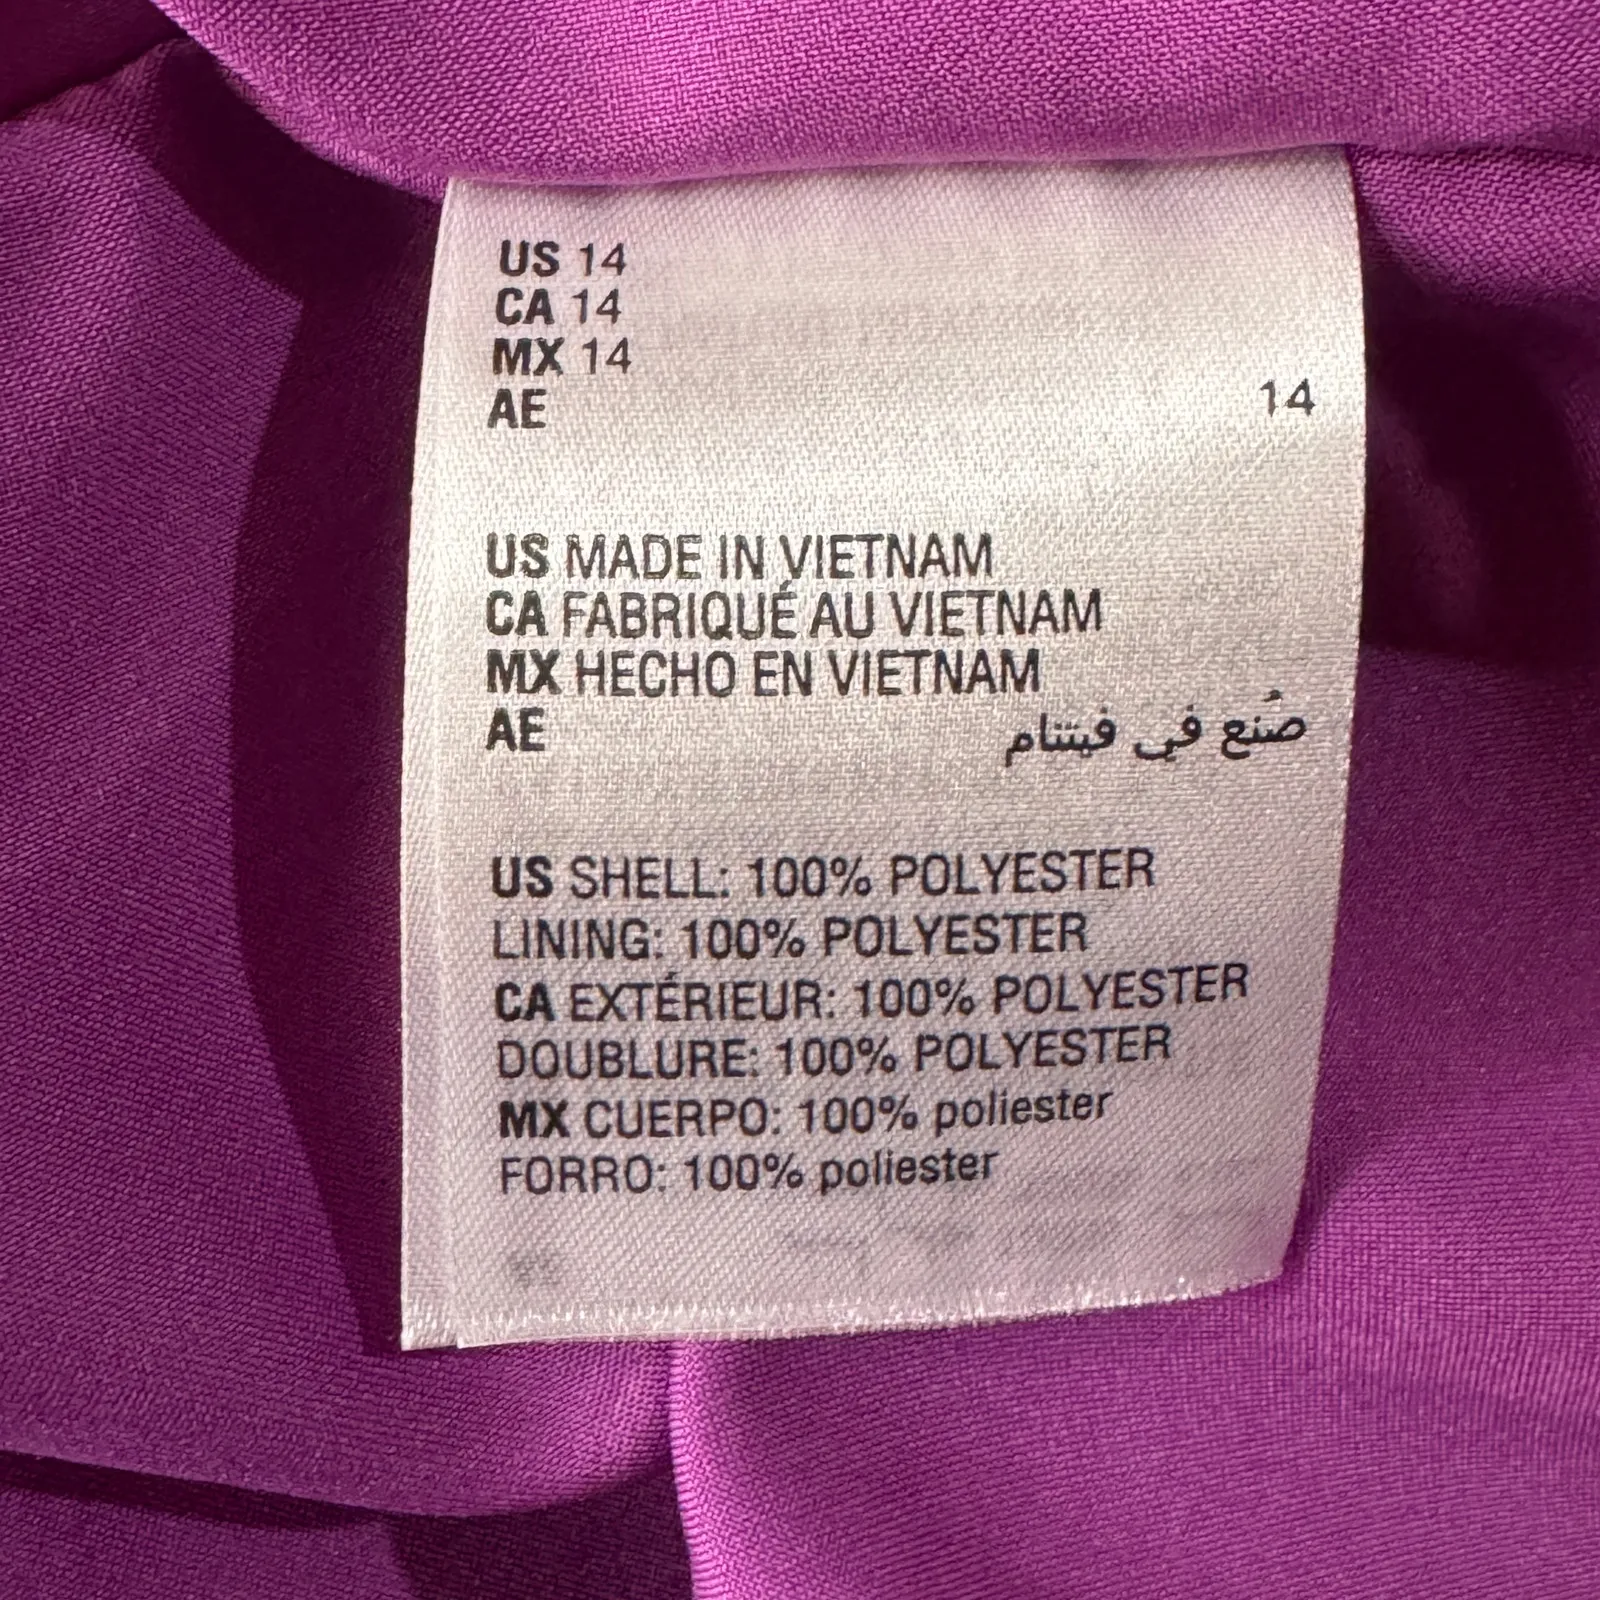 US 14
CA 14
MX 14
AE 14
US MADE IN VIETNAM
CA FABRIQUÉ AU VIETNAM
MX HECHO EN VIETNAM
AE صُنع في فيتنام
US SHELL: 100% POLYESTER
LINING: 100% POLYESTER
CA EXTÉRIEUR: 100% POLYESTER
DOUBLURE: 100% POLYESTER
MX CUERPO: 100% poliester
FORRO: 100% poliester